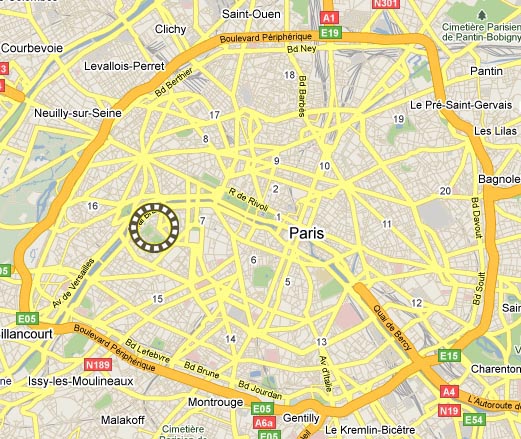 N301
Saint-Ouen
A1
E19
Cimetière Parisien
de Pantin-Bobigny
Clichy
Boulevard Périphérique
Bd Ney
Courbevoie
Levallois-Perret
Bd Berthier
18
Bd Barbès
Pantin
3
Neuilly-sur-Seine
17
19
Le Pré-Saint-Gervais
Les Lilas
8
9
10
2
20
Bagnole
16
R de Rivoli
1
Bd Davout
7
Paris
11
6
E05
Av de Versailles
15
5
12
Bd Soult
Quai de Bercy
E05
illancourt
Boulevard Périphérique
14
13
Bd Lefebvre
Bd Brune
Av d'Italie
E15
N189
Charenton
Issy-les-Moulineaux
Bd Jourdan
A4
L'Autoroute de
Montrouge
E05
N19
Malakoff
A6a
Gentilly
E54
Cimetière
E05
Le Kremlin-Bicêtre